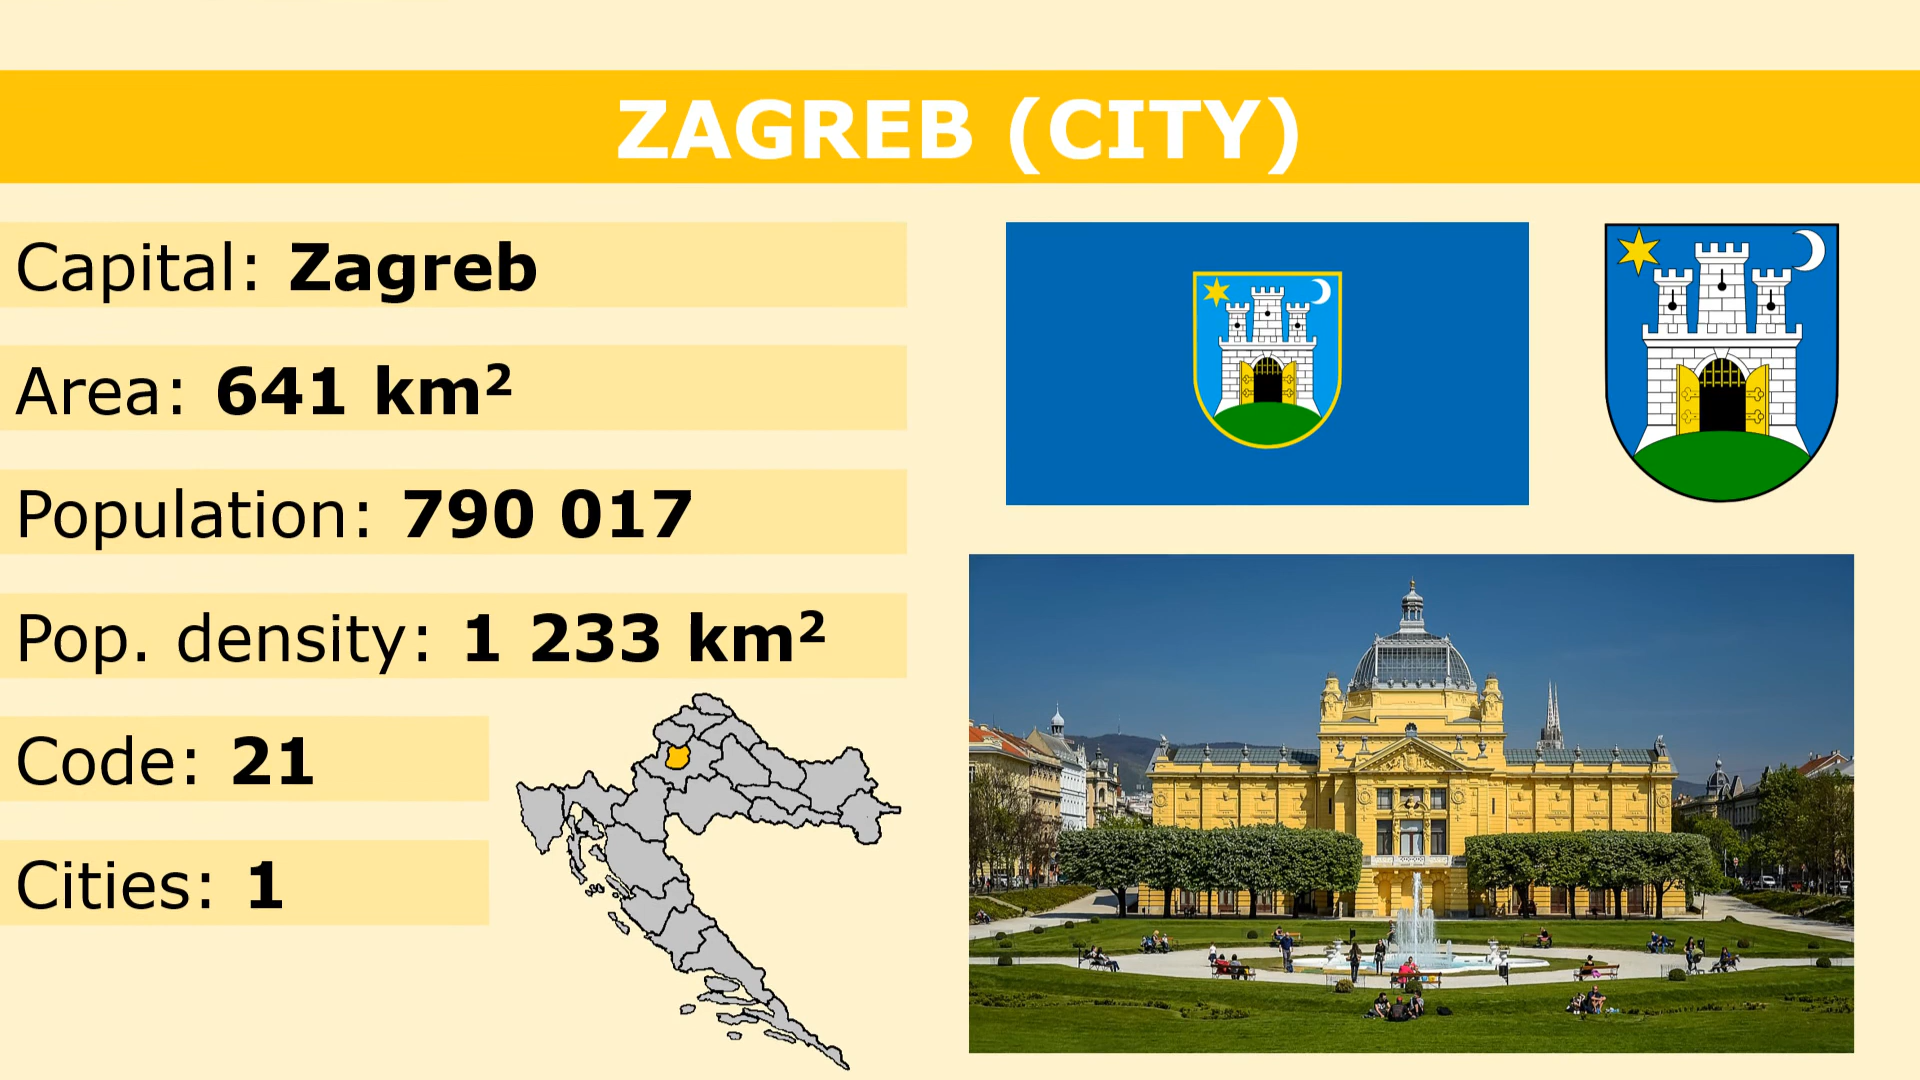 ZAGREB (CITY)
Capital: Zagreb
Area: 641 km²
Population: 790 017
Pop. density: 1 233 km²
Code: 21
Cities: 1